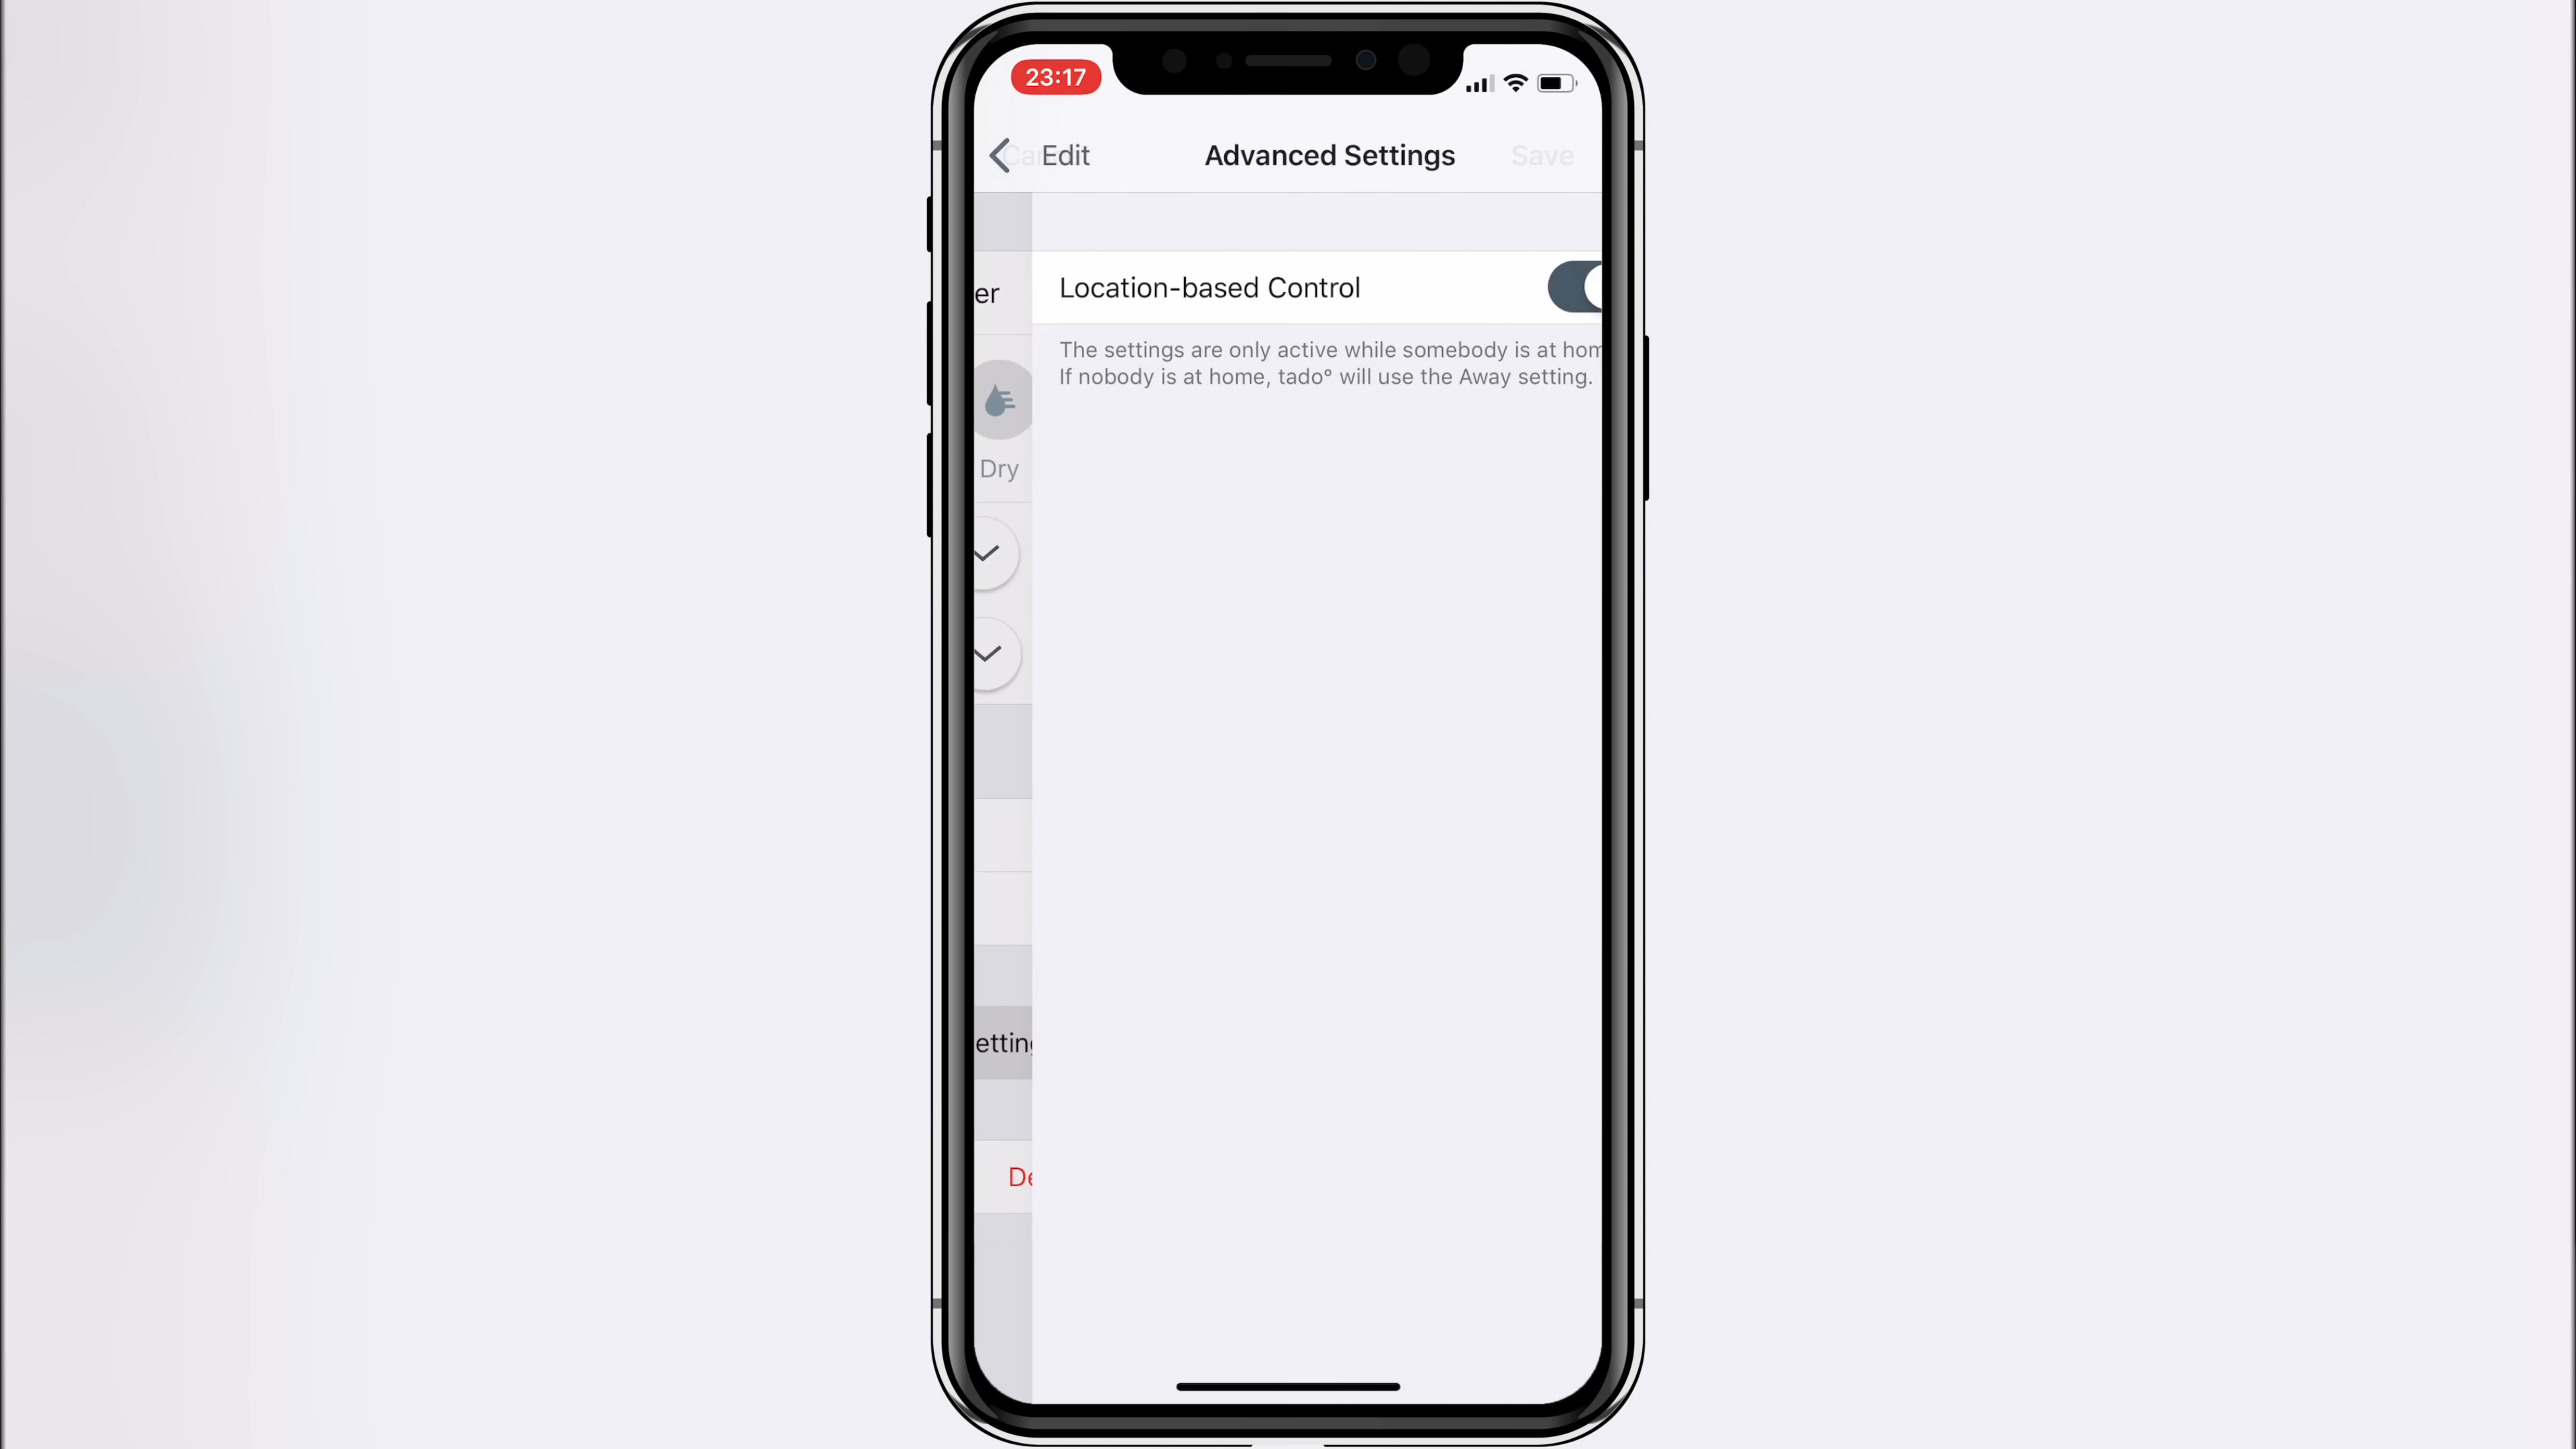 23:17
Edit
Advanced Settings
Save
er
Location-based Control
The settings are only active while somebody is at hom
If nobody is at home, tado° will use the Away setting.
Dry
etting
De